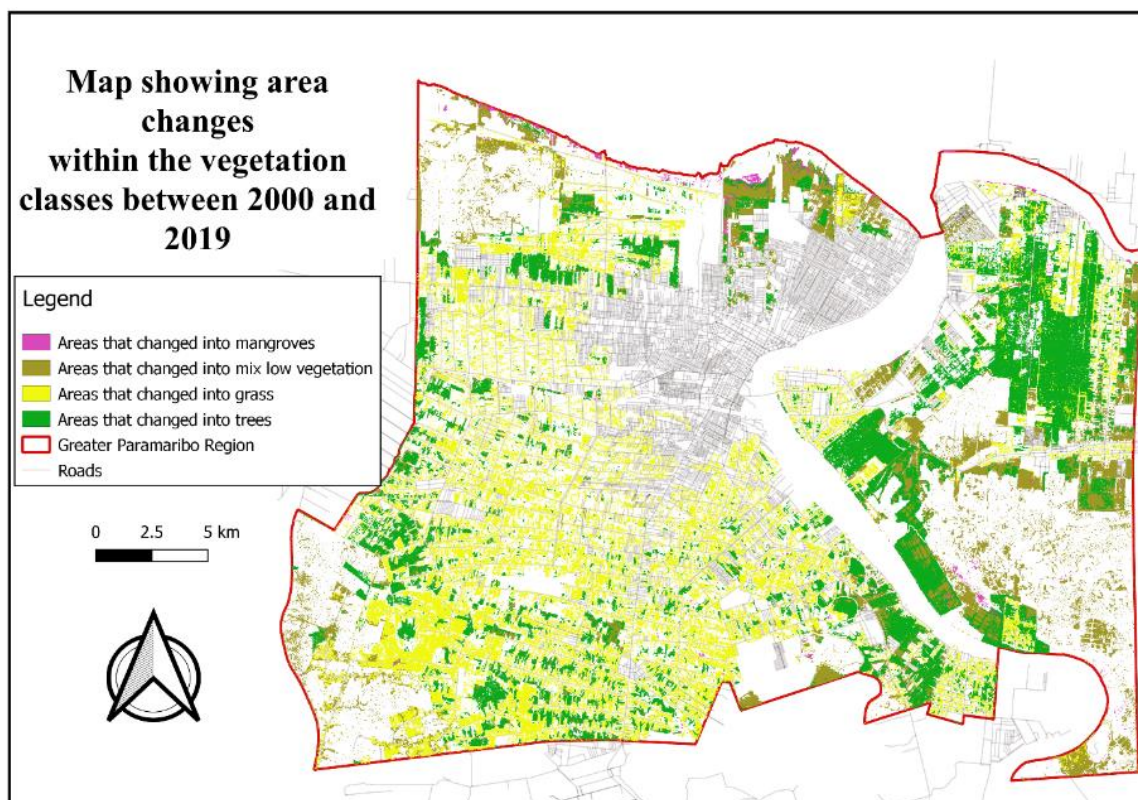 Map showing area
changes
within the vegetation
classes between 2000 and
2019
Legend
Areas that changed into mangroves
Areas that changed into mix low vegetation
Areas that changed into grass
Areas that changed into trees
Greater Paramaribo Region
Roads
0 2.5 5 km